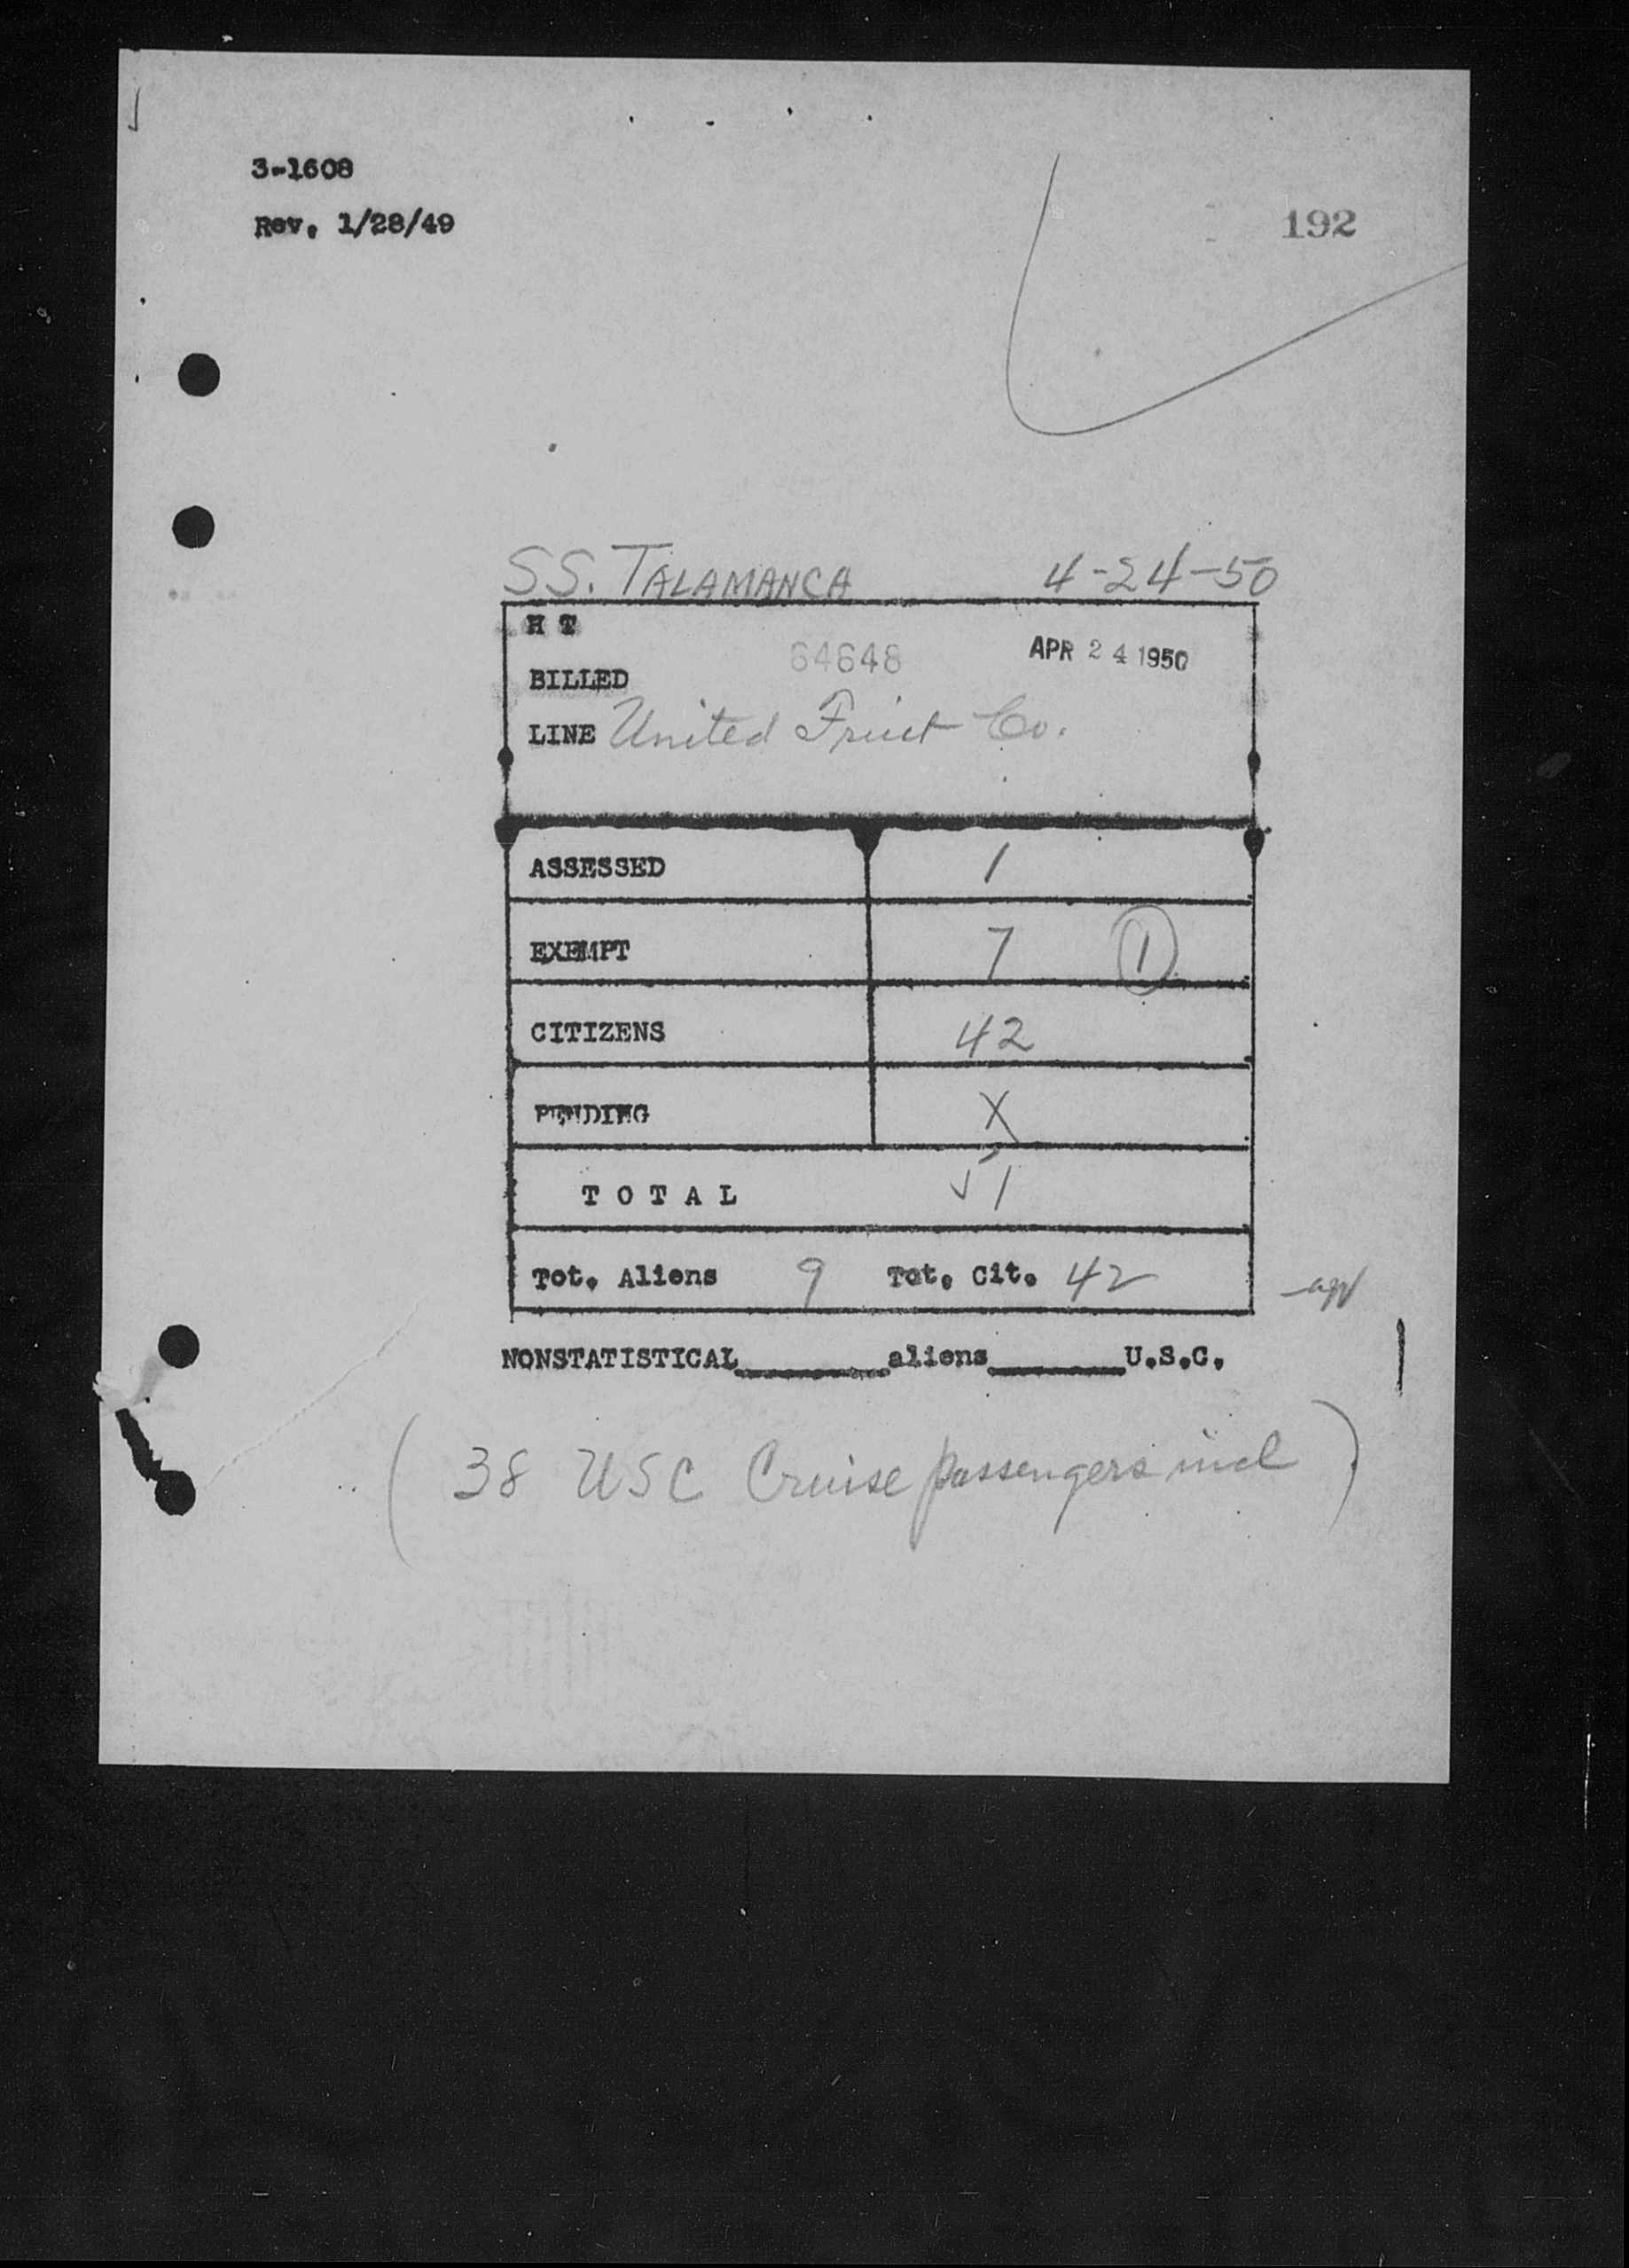 3-1608
192
Rev. 1/28/49
SS. TALAMANCA 4-24-50
H T
64648 APR 24 1950
BILLED
LINE United Fruit Co.
ASSESSED 1
EXEMPT 7 1
CITIZENS 42
PENDING X
TOTAL 51
Tot. Aliens 9 Tot. Cit. 42
NONSTATISTICAL____aliens____U.S.C.
( 38 USC Cruise passengers incl )